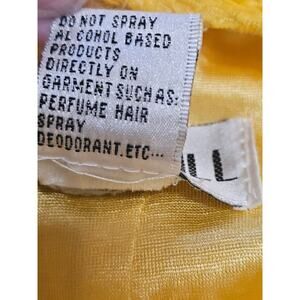 DO NOT SPRAY
ALCOHOL BASED
PRODUCTS
DIRECTLY ON
GARMENT SUCH AS:
PERFUME HAIR
SPRAY
DEODORANT.ETC...